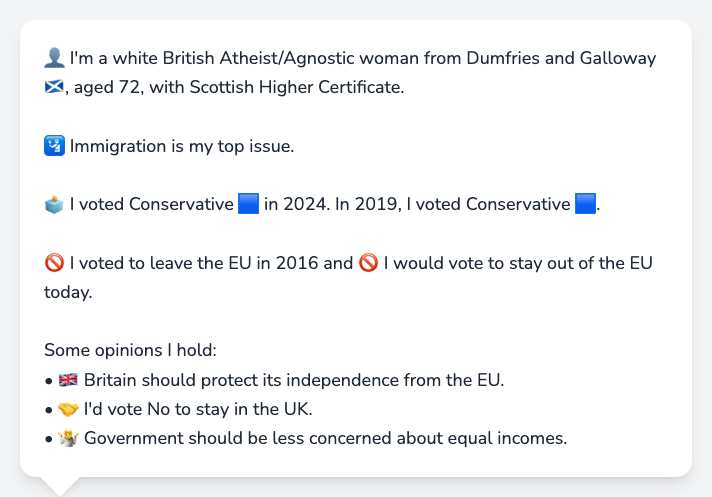 👤 I'm a white British Atheist/Agnostic woman from Dumfries and Galloway
🏴󠁧󠁢󠁳󠁣󠁴󠁿, aged 72, with Scottish Higher Certificate.
🛂 Immigration is my top issue.
🗳️ I voted Conservative 🟦 in 2024. In 2019, I voted Conservative 🟦.
🚫 I voted to leave the EU in 2016 and 🚫 I would vote to stay out of the EU
today.
Some opinions I hold:
• 🇬🇧 Britain should protect its independence from the EU.
• 🤝 I'd vote No to stay in the UK.
• 🤷 Government should be less concerned about equal incomes.